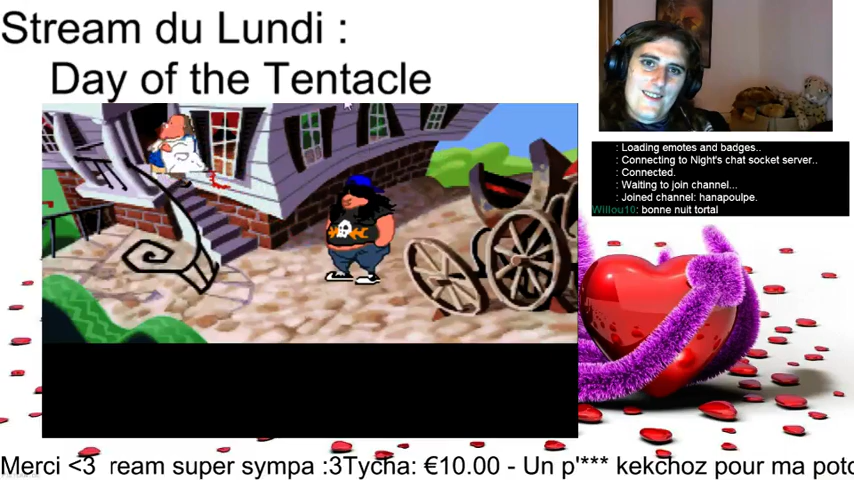 Stream du Lundi :
Day of the Tentacle
: Loading emotes and badges..
: Connecting to Night's chat socket server..
: Connected.
: Waiting to join channel...
: Joined channel: hanapoulpe.
Willou10: bonne nuit tortal
Merci <3 ream super sympa :3Tycha: €10.00 - Un p'*** kekchoz pour ma poto